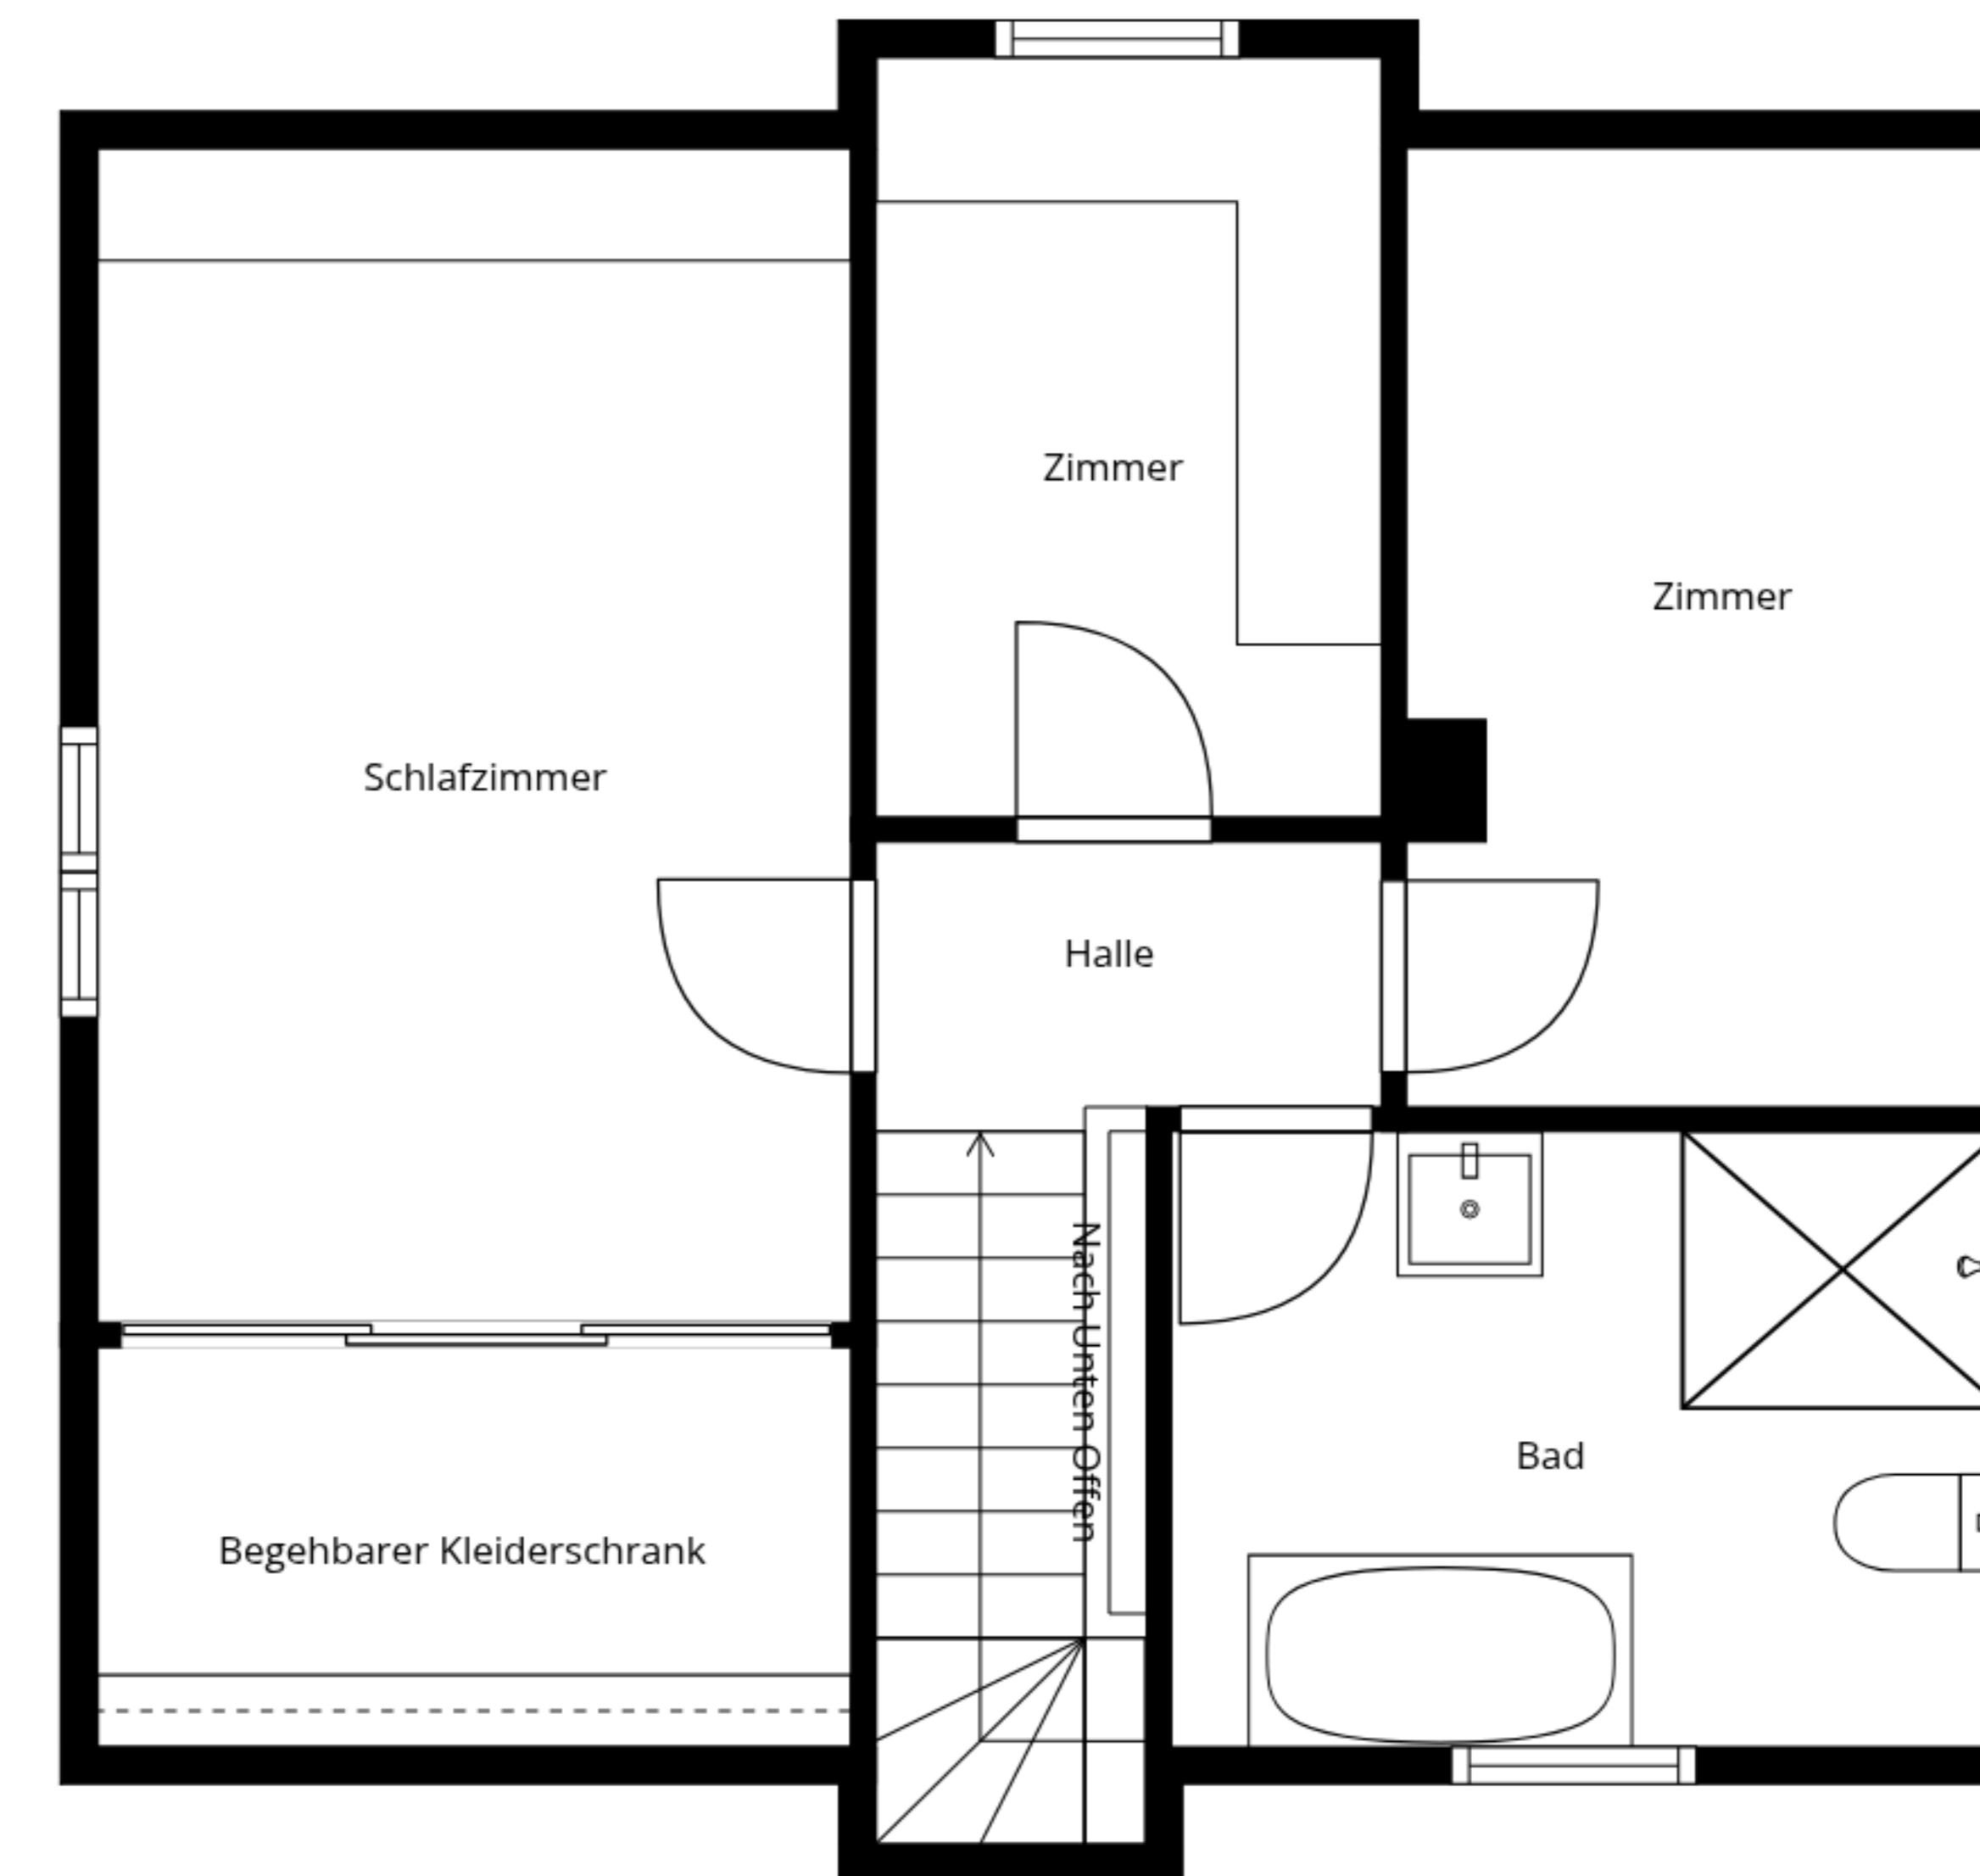 Zimmer
Zimmer
Schlafzimmer
Halle
Nach Unten Offen
Bad
Begehbarer Kleiderschrank